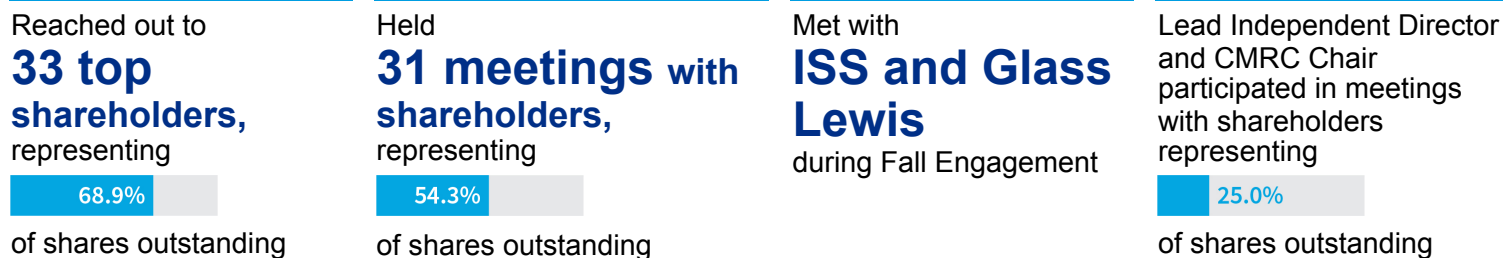 Reached out to
33 top
shareholders,
representing
68.9%
of shares outstanding
Held
31 meetings with
shareholders,
representing
54.3%
of shares outstanding
Met with
ISS and Glass
Lewis
during Fall Engagement
Lead Independent Director
and CMRC Chair
participated in meetings
with shareholders
representing
25.0%
of shares outstanding